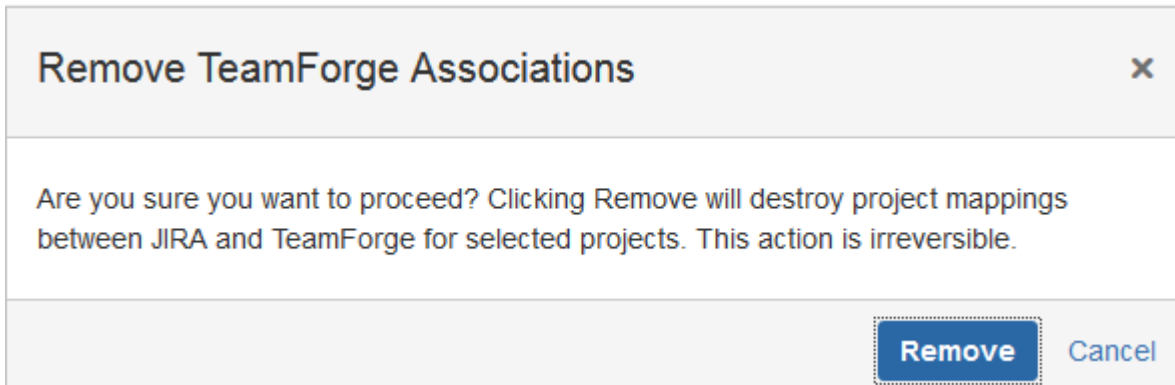 Remove TeamForge Associations
Are you sure you want to proceed? Clicking Remove will destroy project mappings
between JIRA and TeamForge for selected projects. This action is irreversible.
Remove Cancel